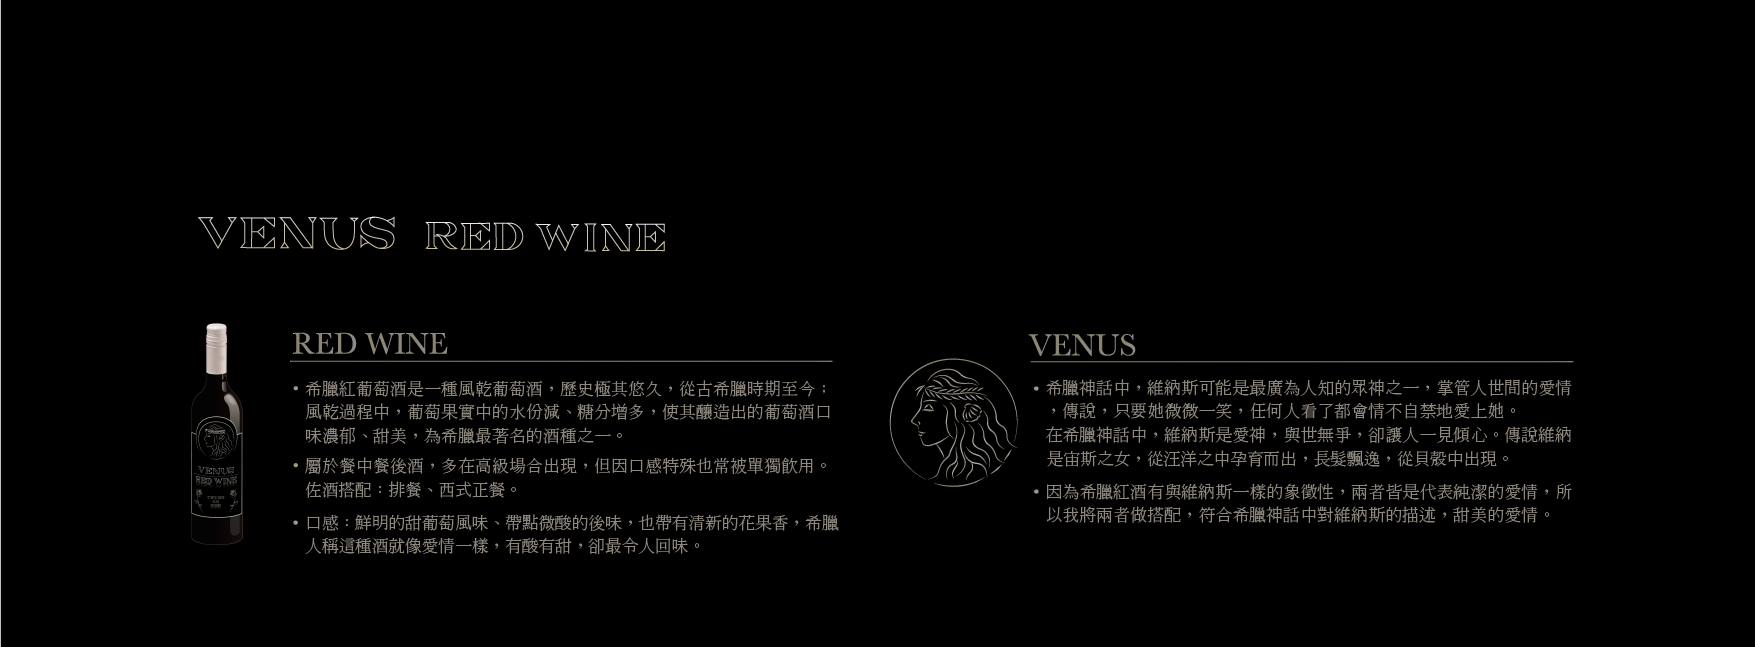 VENUS RED WINE
RED WINE
• 希臘紅葡萄酒是一種風乾葡萄酒，歷史極其悠久，從古希臘時期至今；
風乾過程中，葡萄果實中的水份減、糖分增多，使其釀造出的葡萄酒口
味濃郁、甜美，為希臘最著名的酒種之一。
• 屬於餐中餐後酒，多在高級場合出現，但因口感特殊也常被單獨飲用。
佐酒搭配：排餐、西式正餐。
• 口感：鮮明的甜葡萄風味、帶點微酸的後味，也帶有清新的花果香，希臘
人稱這種酒就像愛情一樣，有酸有甜，卻最令人回味。
VENUS
RED WINE
VENUS
• 希臘神話中，維納斯可能是最廣為人知的眾神之一，掌管人世間的愛情
，傳說，只要她微微一笑，任何人看了都會情不自禁地愛上她。
在希臘神話中，維納斯是愛神，與世無爭，卻讓人一見傾心。傳說維納
是宙斯之女，從汪洋之中孕育而出，長髮飄逸，從貝殼中出現。
• 因為希臘紅酒有與維納斯一樣的象徵性，兩者皆是代表純潔的愛情，所
以我將兩者做搭配，符合希臘神話中對維納斯的描述，甜美的愛情。